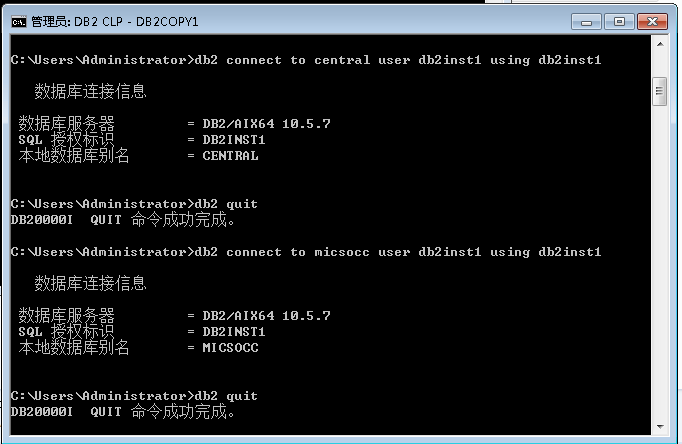 管理员: DB2 CLP - DB2COPY1
C:\Users\Administrator>db2 connect to central user db2inst1 using db2inst1
数据库连接信息
数据库服务器 = DB2/AIX64 10.5.7
SQL 授权标识 = DB2INST1
本地数据库别名 = CENTRAL
C:\Users\Administrator>db2 quit
DB20000I QUIT 命令成功完成。
C:\Users\Administrator>db2 connect to micsocc user db2inst1 using db2inst1
数据库连接信息
数据库服务器 = DB2/AIX64 10.5.7
SQL 授权标识 = DB2INST1
本地数据库别名 = MICSOCC
C:\Users\Administrator>db2 quit
DB20000I QUIT 命令成功完成。